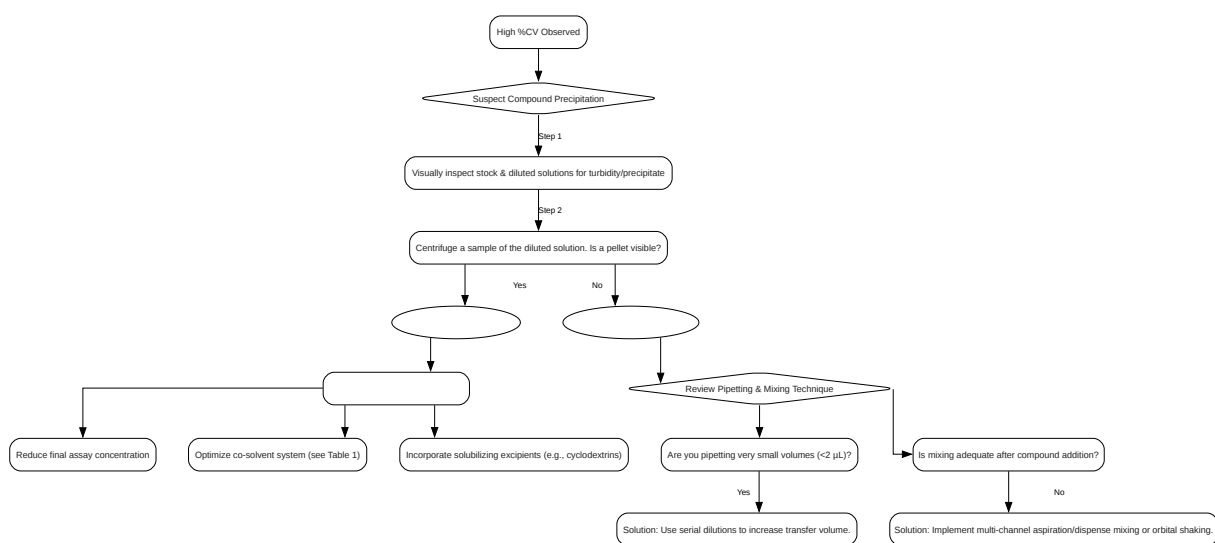 High %CV Observed
Suspect Compound Precipitation
Step 1
Visually inspect stock & diluted solutions for turbidity/precipitate
Step 2
Centrifuge a sample of the diluted solution. Is a pellet visible?
Yes
No
Review Pipetting & Mixing Technique
Reduce final assay concentration
Optimize co-solvent system (see Table 1)
Incorporate solubilizing excipients (e.g., cyclodextrins)
Are you pipetting very small volumes (<2 µL)?
Is mixing adequate after compound addition?
Yes
No
Solution: Use serial dilutions to increase transfer volume.
Solution: Implement multi-channel aspiration/dispense mixing or orbital shaking.